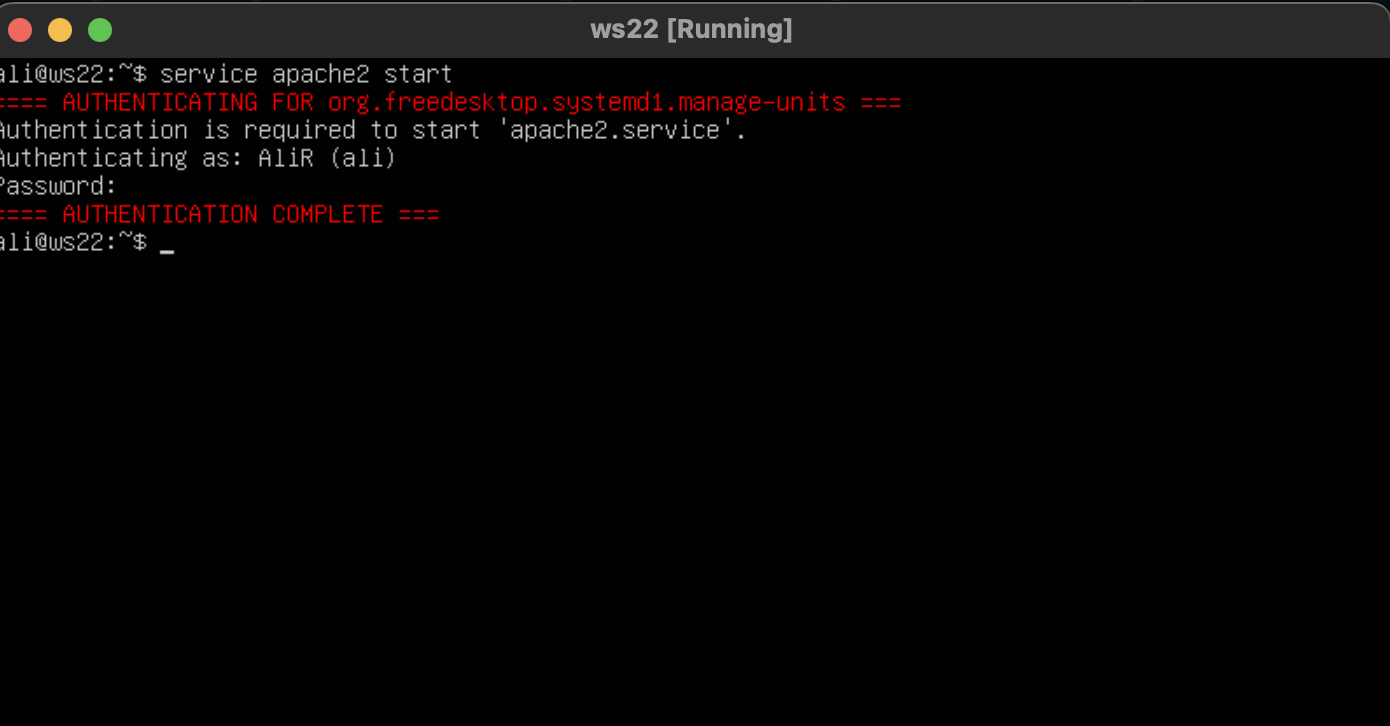 ws22 [Running]
ali@ws22:~$ service apache2 start
==== AUTHENTICATING FOR org.freedesktop.systemd1.manage-units ===
Authentication is required to start 'apache2.service'.
Authenticating as: AliR (ali)
Password:
==== AUTHENTICATION COMPLETE ===
ali@ws22:~$ _